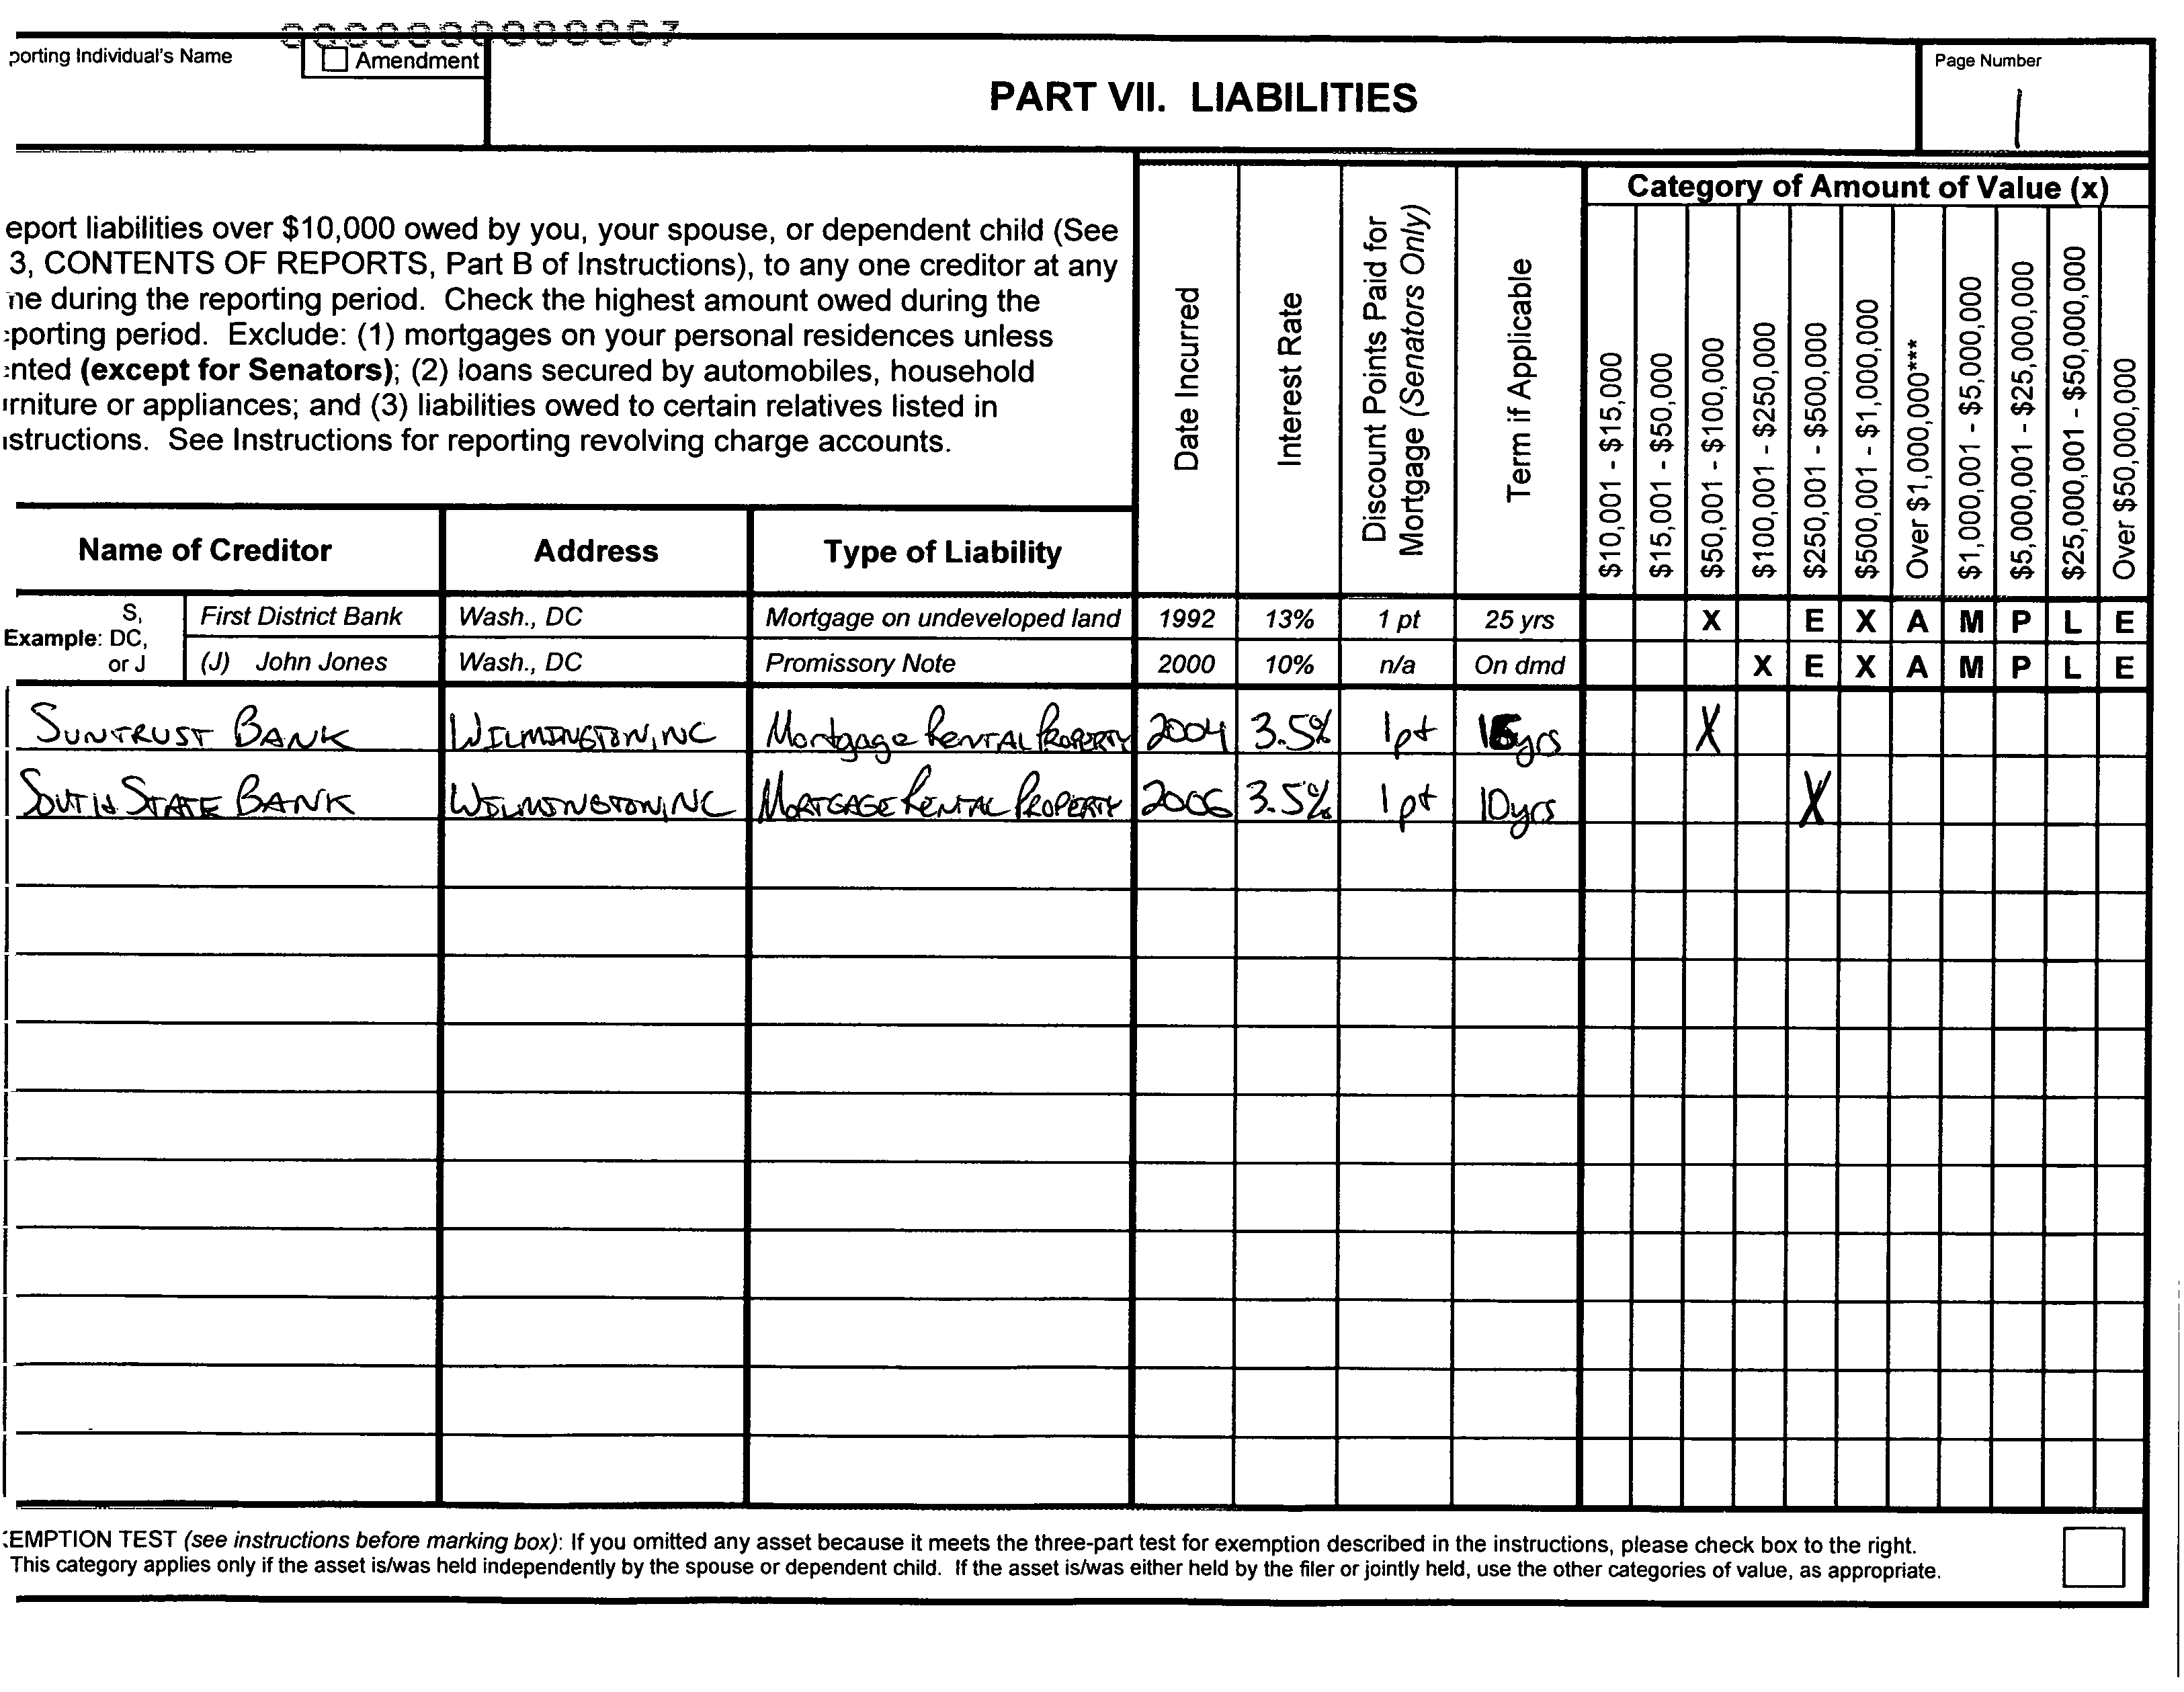 0000000000067
porting Individual's Name
Amendment
PART VII. LIABILITIES
Page Number
1
eport liabilities over $10,000 owed by you, your spouse, or dependent child (See
3, CONTENTS OF REPORTS, Part B of Instructions), to any one creditor at any
ne during the reporting period. Check the highest amount owed during the
porting period. Exclude: (1) mortgages on your personal residences unless
nted (except for Senators); (2) loans secured by automobiles, household
rniture or appliances; and (3) liabilities owed to certain relatives listed in
structions. See Instructions for reporting revolving charge accounts.
Date Incurred
Interest Rate
Discount Points Paid for
Mortgage (Senators Only)
Term if Applicable
Category of Amount of Value (x)
$10,001 - $15,000
$15,001 - $50,000
$50,001 - $100,000
$100,001 - $250,000
$250,001 - $500,000
$500,001 - $1,000,000
Over $1,000,000***
$1,000,001 - $5,000,000
$5,000,001 - $25,000,000
$25,000,001 - $50,000,000
Over $50,000,000
Name of Creditor Address Type of Liability
Example: S, DC, or J
First District Bank Wash., DC Mortgage on undeveloped land 1992 13% 1 pt 25 yrs X E X A M P L E
(J) John Jones Wash., DC Promissory Note 2000 10% n/a On dmd X E X A M P L E
SUNTRUST BANK WILMINGTON, NC Mortgage RENTAL PROPERTY 2004 3.5% 1pt 15yrs X
SOUTH STATE BANK WILMINGTON, NC MORTGAGE RENTAL PROPERTY 2006 3.5% 1pt 10yrs X
EMPTION TEST (see instructions before marking box): If you omitted any asset because it meets the three-part test for exemption described in the instructions, please check box to the right.
This category applies only if the asset is/was held independently by the spouse or dependent child. If the asset is/was either held by the filer or jointly held, use the other categories of value, as appropriate.